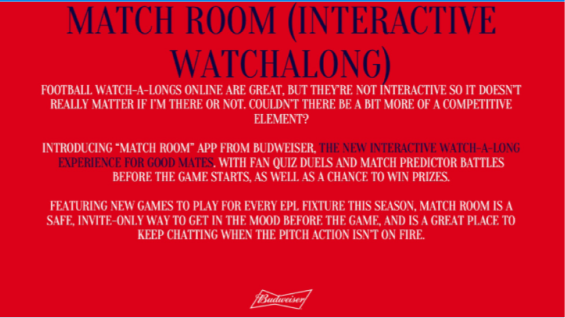 MATCH ROOM (INTERACTIVE
WATCHALONG)
FOOTBALL WATCH-A-LONGS ONLINE ARE GREAT, BUT THEY'RE NOT INTERACTIVE SO IT DOESN'T
REALLY MATTER IF I'M THERE OR NOT. COULDN'T THERE BE A BIT MORE OF A COMPETITIVE
ELEMENT?
INTRODUCING “MATCH ROOM” APP FROM BUDWEISER, THE NEW INTERACTIVE WATCH-A-LONG
EXPERIENCE FOR GOOD MATES. WITH FAN QUIZ DUELS AND MATCH PREDICTOR BATTLES
BEFORE THE GAME STARTS, AS WELL AS A CHANCE TO WIN PRIZES.
FEATURING NEW GAMES TO PLAY FOR EVERY EPL FIXTURE THIS SEASON, MATCH ROOM IS A
SAFE, INVITE-ONLY WAY TO GET IN THE MOOD BEFORE THE GAME, AND IS A GREAT PLACE TO
KEEP CHATTING WHEN THE PITCH ACTION ISN'T ON FIRE.
Budweiser